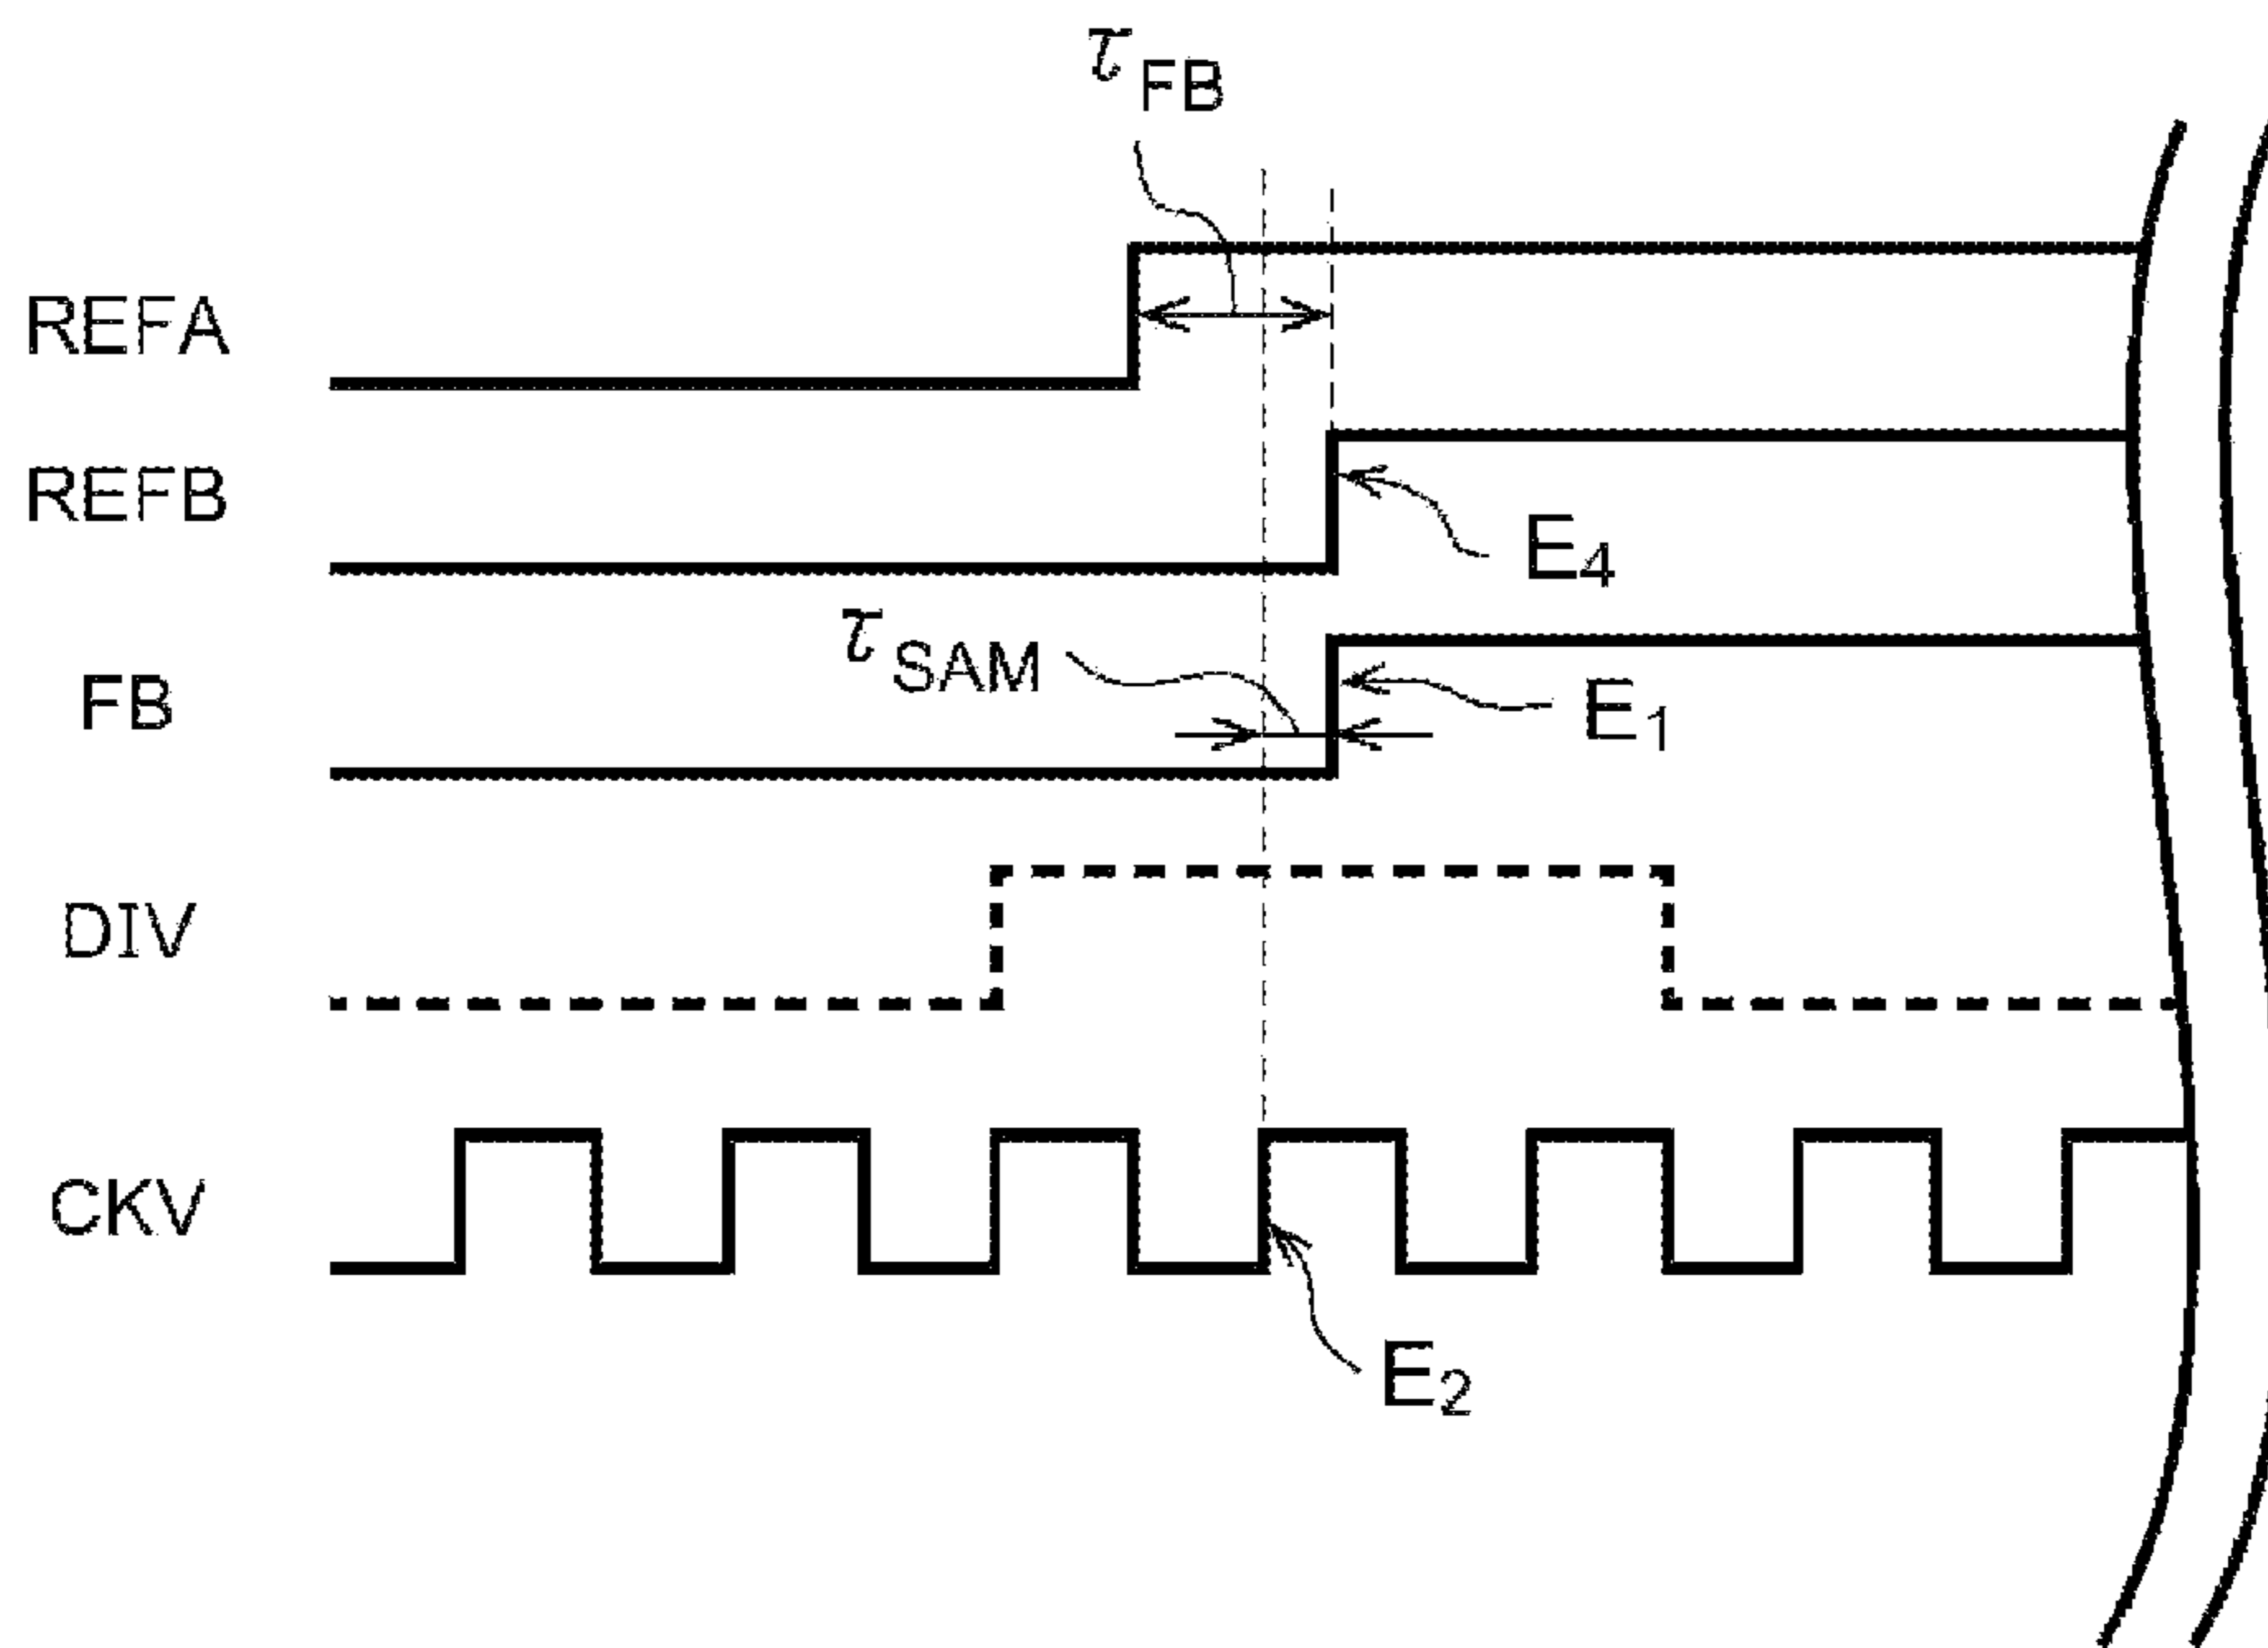 τFB
REFA
REFB
E4
τSAM
FB
E1
DIV
CKV
E2